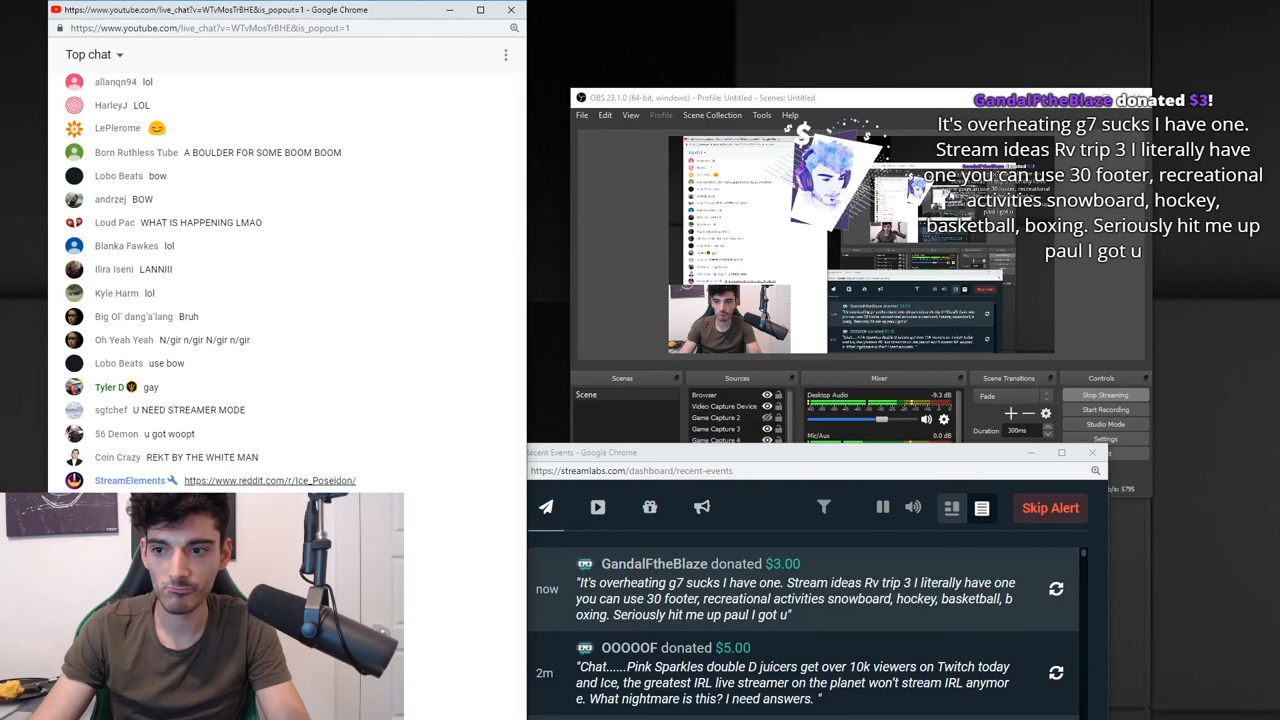 https://www.youtube.com/live_chat?v=WTvMosTrBHE&is_popout=1 - Google Chrome
https://www.youtube.com/live_chat?v=WTvMosTrBHE&is_popout=1
Top chat
allanqn94 lol
HarleyJ LOL
LePlerome
Born Ruthless Tube A BOULDER FOR SOME BOOM BOOM
Lobo Beats bow
andrzej BOW
Loud Pac WHAT IS HAPPENING LMAO
Blanka Fawkes lol
Ilira Iseni LANNIII
Kyle Harm lol
Big Ol' dang'a'lang Bruh
Oh Yeah Yeah N/gir n/gir N/gir n/gir
Lobo Beats use bow
Tyler D gay
sgtchef U NEED STREAMER MODE
56 Demon u got woopt
Coin Crazy REKT BY THE WHITE MAN
StreamElements https://www.reddit.com/r/Ice_Poseidon/
OBS 23.1.0 (64-bit, windows) - Profile: Untitled - Scenes: Untitled
File Edit View Profile Scene Collection Tools Help
GandalFtheBlaze donated $3!
It's overheating g7 sucks I have one.
Stream ideas Rv trip 3 I literally have
one you can use 30 footer, recreational
activities snowboard, hockey,
basketball, boxing. Seriously hit me up
paul I got u
Scenes
Sources
Mixer
Scene Transitions
Controls
Scene
Browser
Video Capture Device
Game Capture 2
Game Capture 3
Game Capture 4
Desktop Audio -9.3 dB
Mic/Aux 0.0 dB
Fade
Duration 300ms
Stop Streaming
Start Recording
Studio Mode
Settings
b/s: 5795
Recent Events - Google Chrome
https://streamlabs.com/dashboard/recent-events
Skip Alert
GandalFtheBlaze donated $3.00
now
"It's overheating g7 sucks I have one. Stream ideas Rv trip 3 I literally have one
you can use 30 footer, recreational activities snowboard, hockey, basketball, b
oxing. Seriously hit me up paul I got u"
OOOOOF donated $5.00
2m
"Chat......Pink Sparkles double D juicers get over 10k viewers on Twitch today
and Ice, the greatest IRL live streamer on the planet won't stream IRL anymor
e. What nightmare is this? I need answers. "